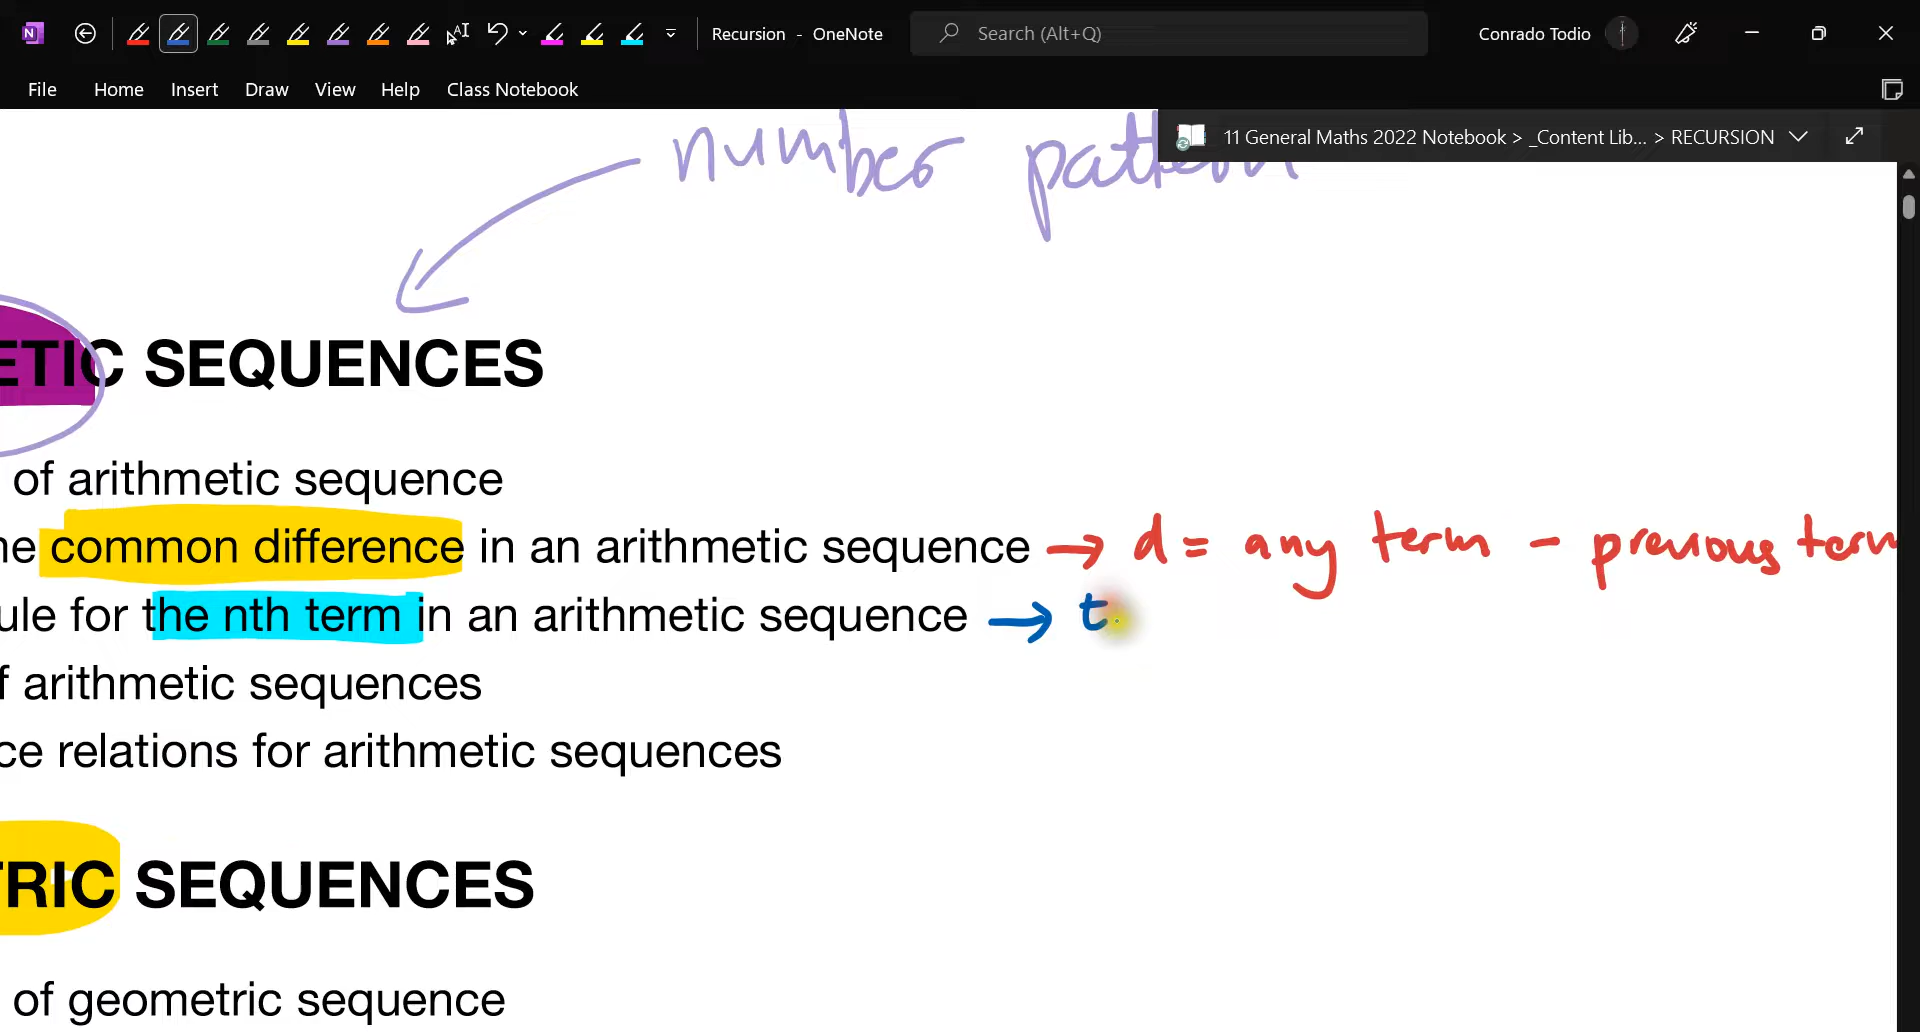 Recursion - OneNote
Search (Alt+Q)
Conrado Todio
File Home Insert Draw View Help Class Notebook
11 General Maths 2022 Notebook > _Content Lib... > RECURSION
number pattern
ETIC SEQUENCES
of arithmetic sequence
ne common difference in an arithmetic sequence → d = any term - previous term
ule for the nth term in an arithmetic sequence → t
f arithmetic sequences
ce relations for arithmetic sequences
TRIC SEQUENCES
of geometric sequence